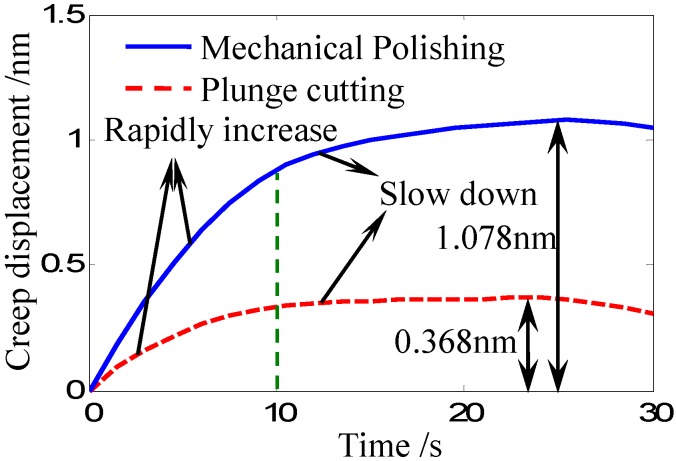 1.5
Mechanical Polishing
Plunge cutting
Rapidly increase
1
Slow down
1.078nm
0.5
0.368nm
0
0
10
20
30
Time /s
Creep displacement /nm